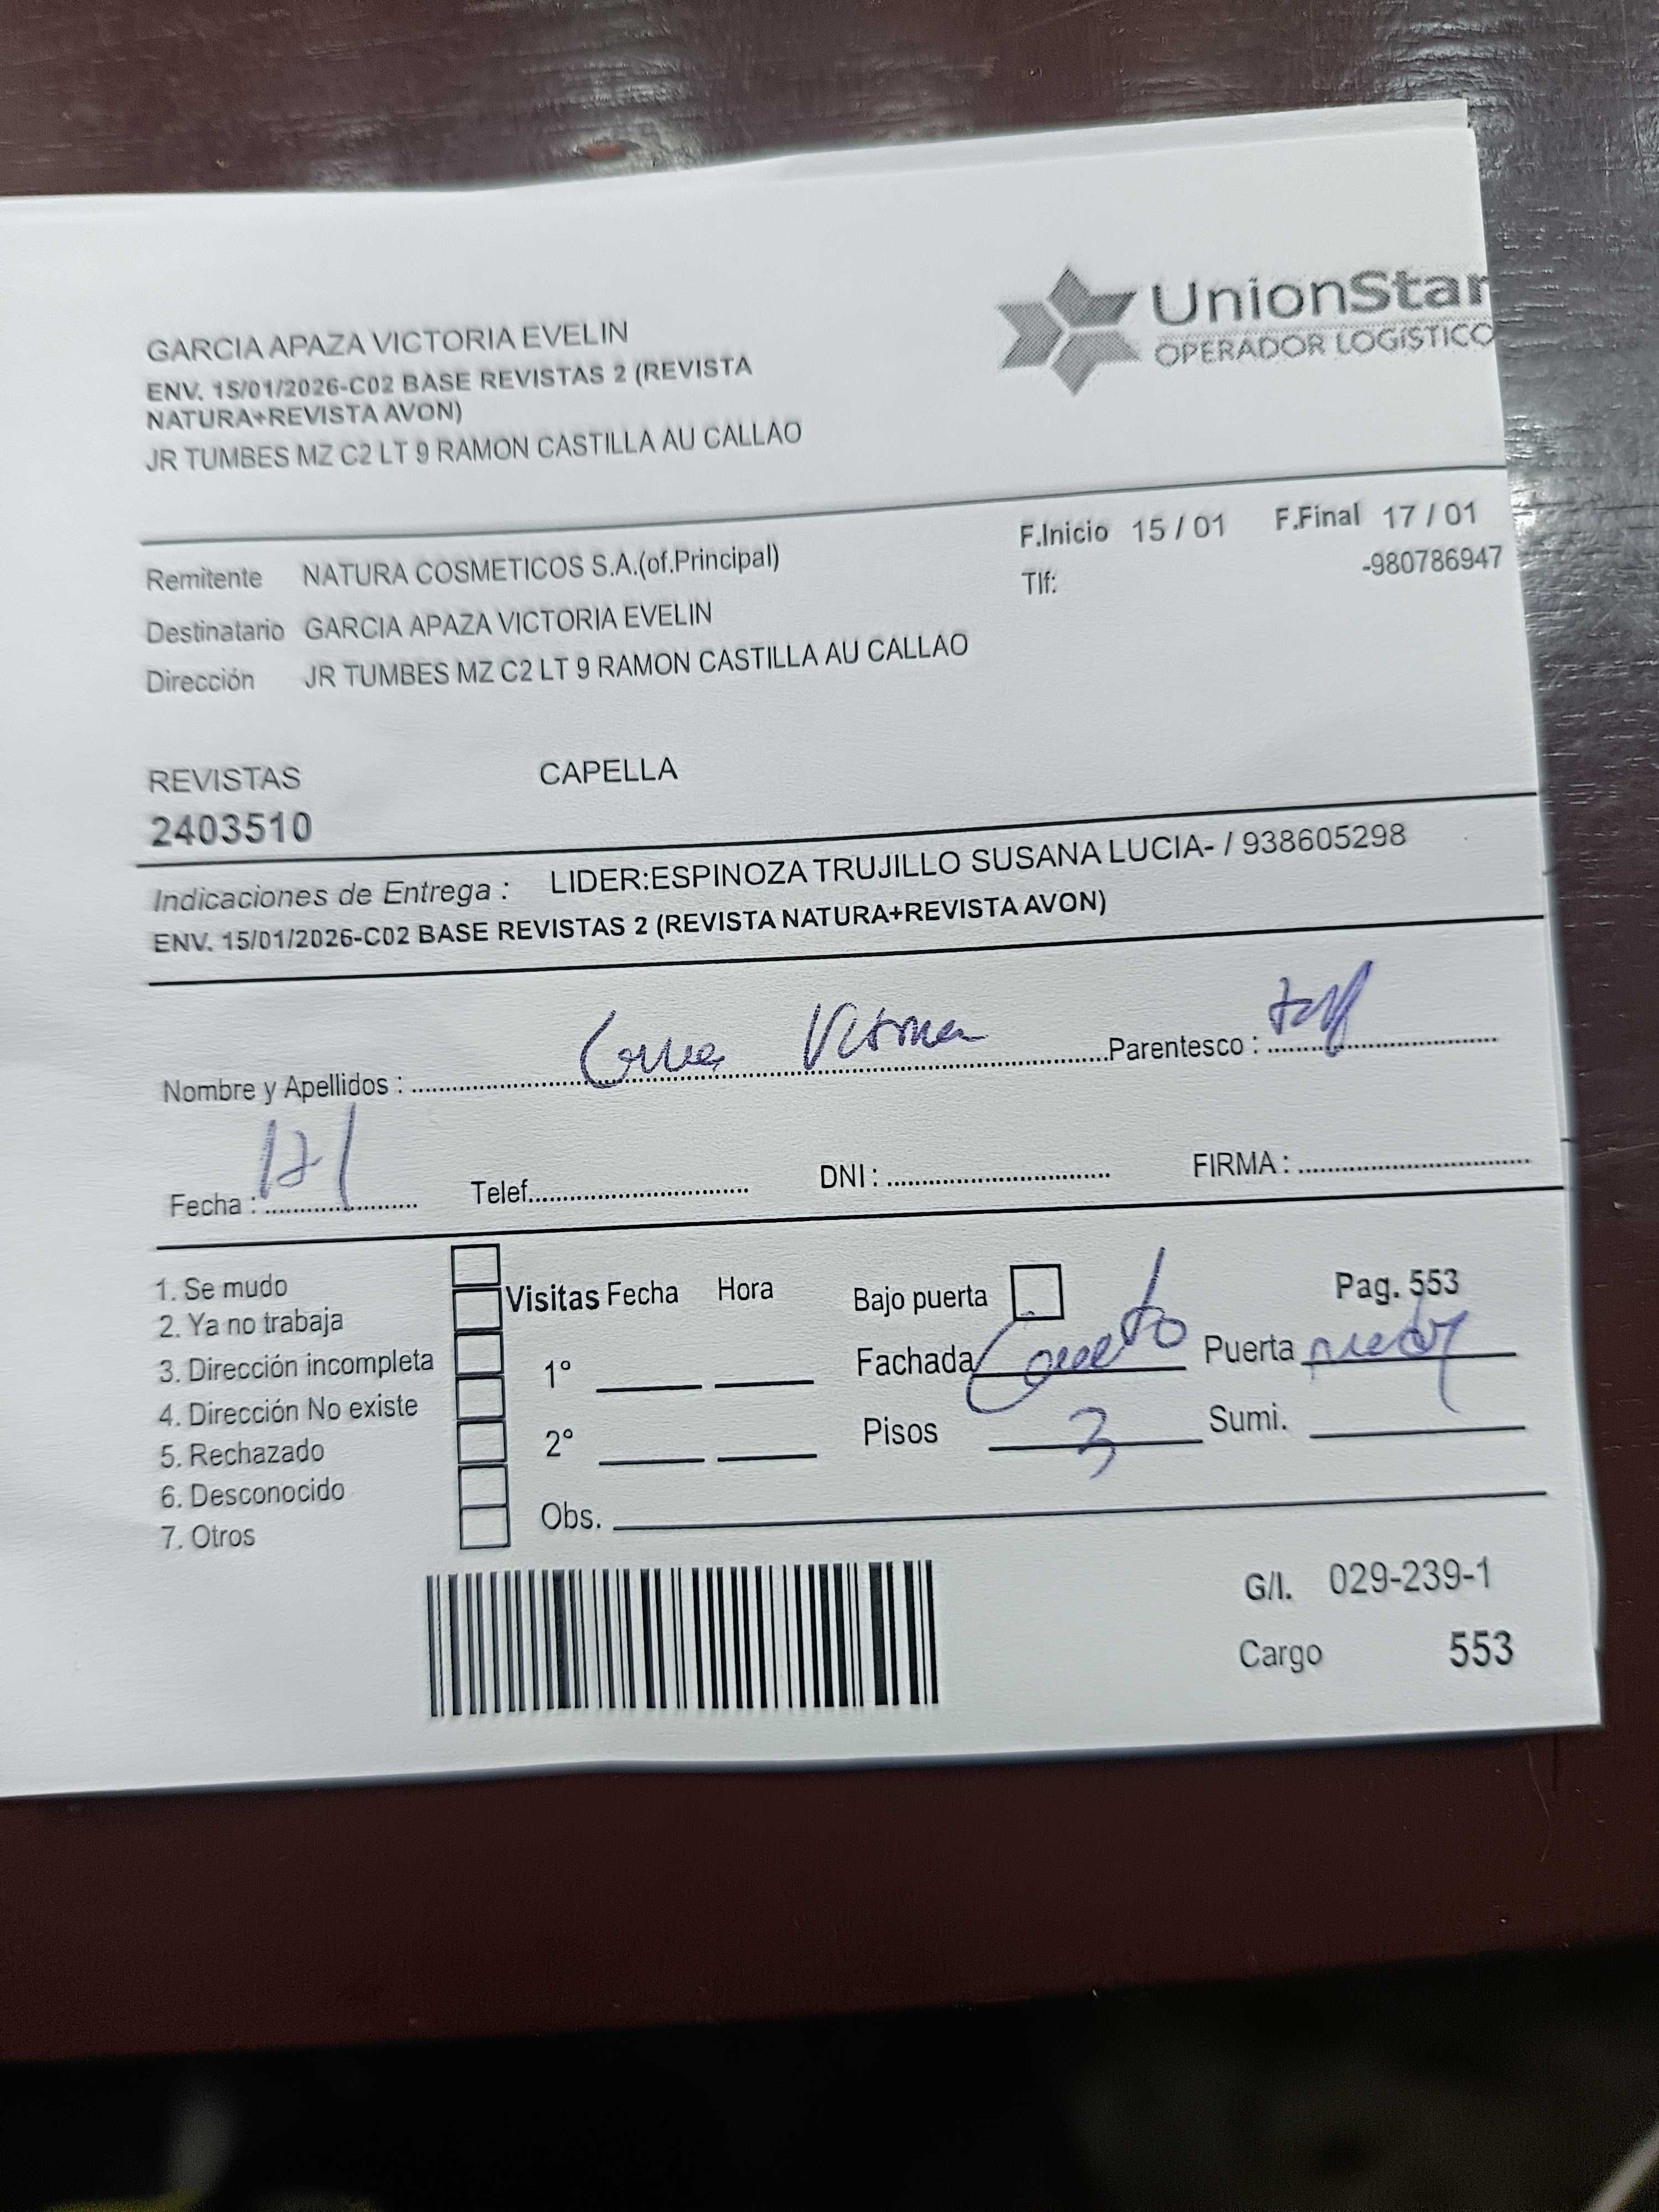 UnionStar
OPERADOR LOGÍSTICO
GARCIA APAZA VICTORIA EVELIN
ENV. 15/01/2026-C02 BASE REVISTAS 2 (REVISTA
NATURA+REVISTA AVON)
JR TUMBES MZ C2 LT 9 RAMON CASTILLA AU CALLAO
F.Inicio 15 / 01 F.Final 17 / 01
Remitente NATURA COSMETICOS S.A.(of.Principal) Tlf: -980786947
Destinatario GARCIA APAZA VICTORIA EVELIN
Dirección JR TUMBES MZ C2 LT 9 RAMON CASTILLA AU CALLAO
REVISTAS CAPELLA
2403510
Indicaciones de Entrega : LIDER:ESPINOZA TRUJILLO SUSANA LUCIA- / 938605298
ENV. 15/01/2026-C02 BASE REVISTAS 2 (REVISTA NATURA+REVISTA AVON)
Nombre y Apellidos : Parentesco :
Fecha : 17/ Telef. DNI : FIRMA :
1. Se mudo Visitas Fecha Hora Bajo puerta Pag. 553
2. Ya no trabaja
3. Dirección incompleta 1° Fachada Puerta
4. Dirección No existe
5. Rechazado 2° Pisos 3 Sumi.
6. Desconocido
7. Otros Obs.
G/I. 029-239-1
Cargo 553